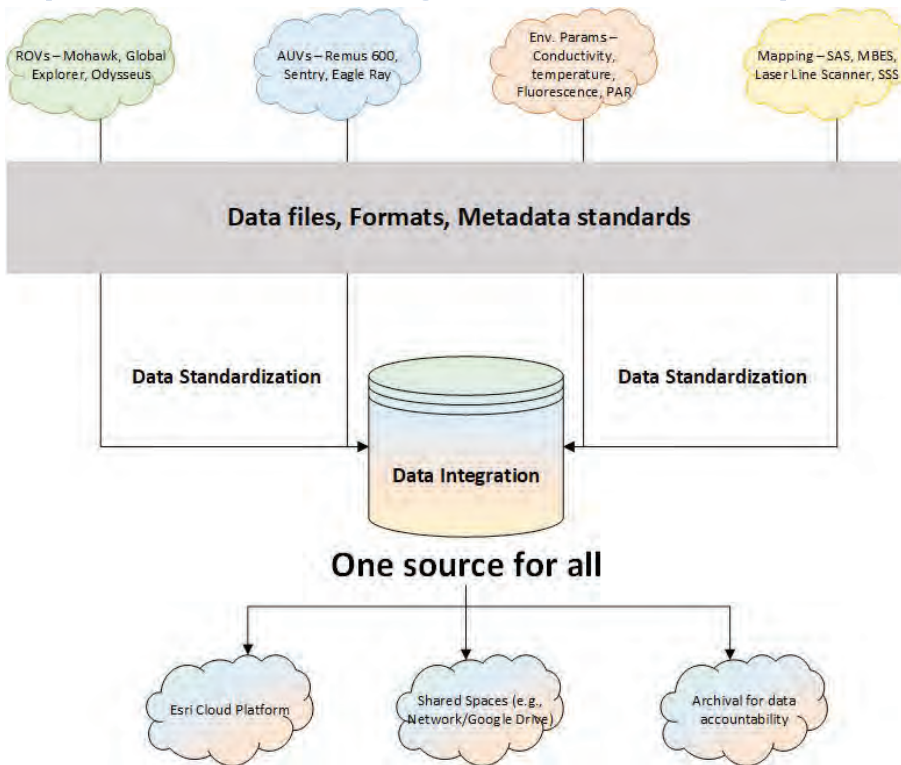 ROVs – Mohawk, Global
Explorer, Odysseus
AUVs – Remus 600,
Sentry, Eagle Ray
Env. Params –
Conductivity,
temperature,
Fluorescence, PAR
Mapping – SAS, MBES,
Laser Line Scanner, SSS
Data files, Formats, Metadata standards
Data Standardization
Data Standardization
Data Integration
One source for all
Esri Cloud Platform
Shared Spaces (e.g.,
Network/Google Drive)
Archival for data
accountability